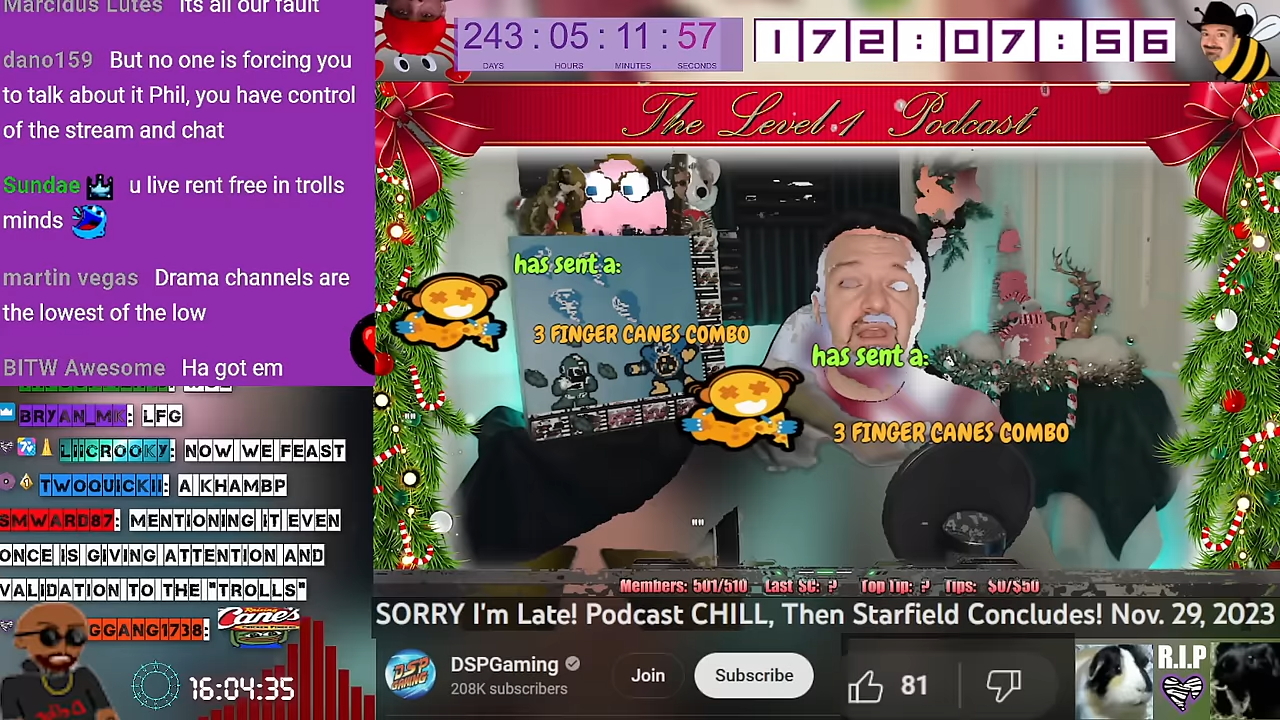 Marcidus Lutes Its all our fault
dano159 But no one is forcing you
to talk about it Phil, you have control
of the stream and chat
Sundae u live rent free in trolls
minds
martin vegas Drama channels are
the lowest of the low
BITW Awesome Ha got em
BRYAN_MK: LFG
LIICROOKY: NOW WE FEAST
TWOQUICKII: A KHAMBP
SMWARD87: MENTIONING IT EVEN
ONCE IS GIVING ATTENTION AND
VALIDATION TO THE "TROLLS"
GGANG1738: Raising Cane's
16:04:35
243 : 05 : 11 : 57
DAYS HOURS MINUTES SECONDS
172:07:56
The Level 1 Podcast
has sent a:
3 FINGER CANES COMBO
has sent a:
3 FINGER CANES COMBO
""
""
Members: 501/510 Last SC: ? Top Tip: ? Tips: $0/$50
SORRY I'm Late! Podcast CHILL, Then Starfield Concludes! Nov. 29, 2023
DSP GAMING
DSPGaming
208K subscribers
Join
Subscribe
81
R.I.P